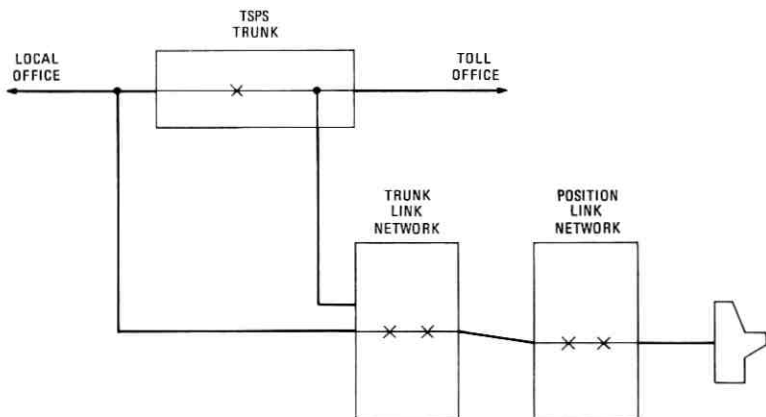 TSPS
TRUNK
LOCAL
OFFICE
TOLL
OFFICE
TRUNK
LINK
NETWORK
POSITION
LINK
NETWORK